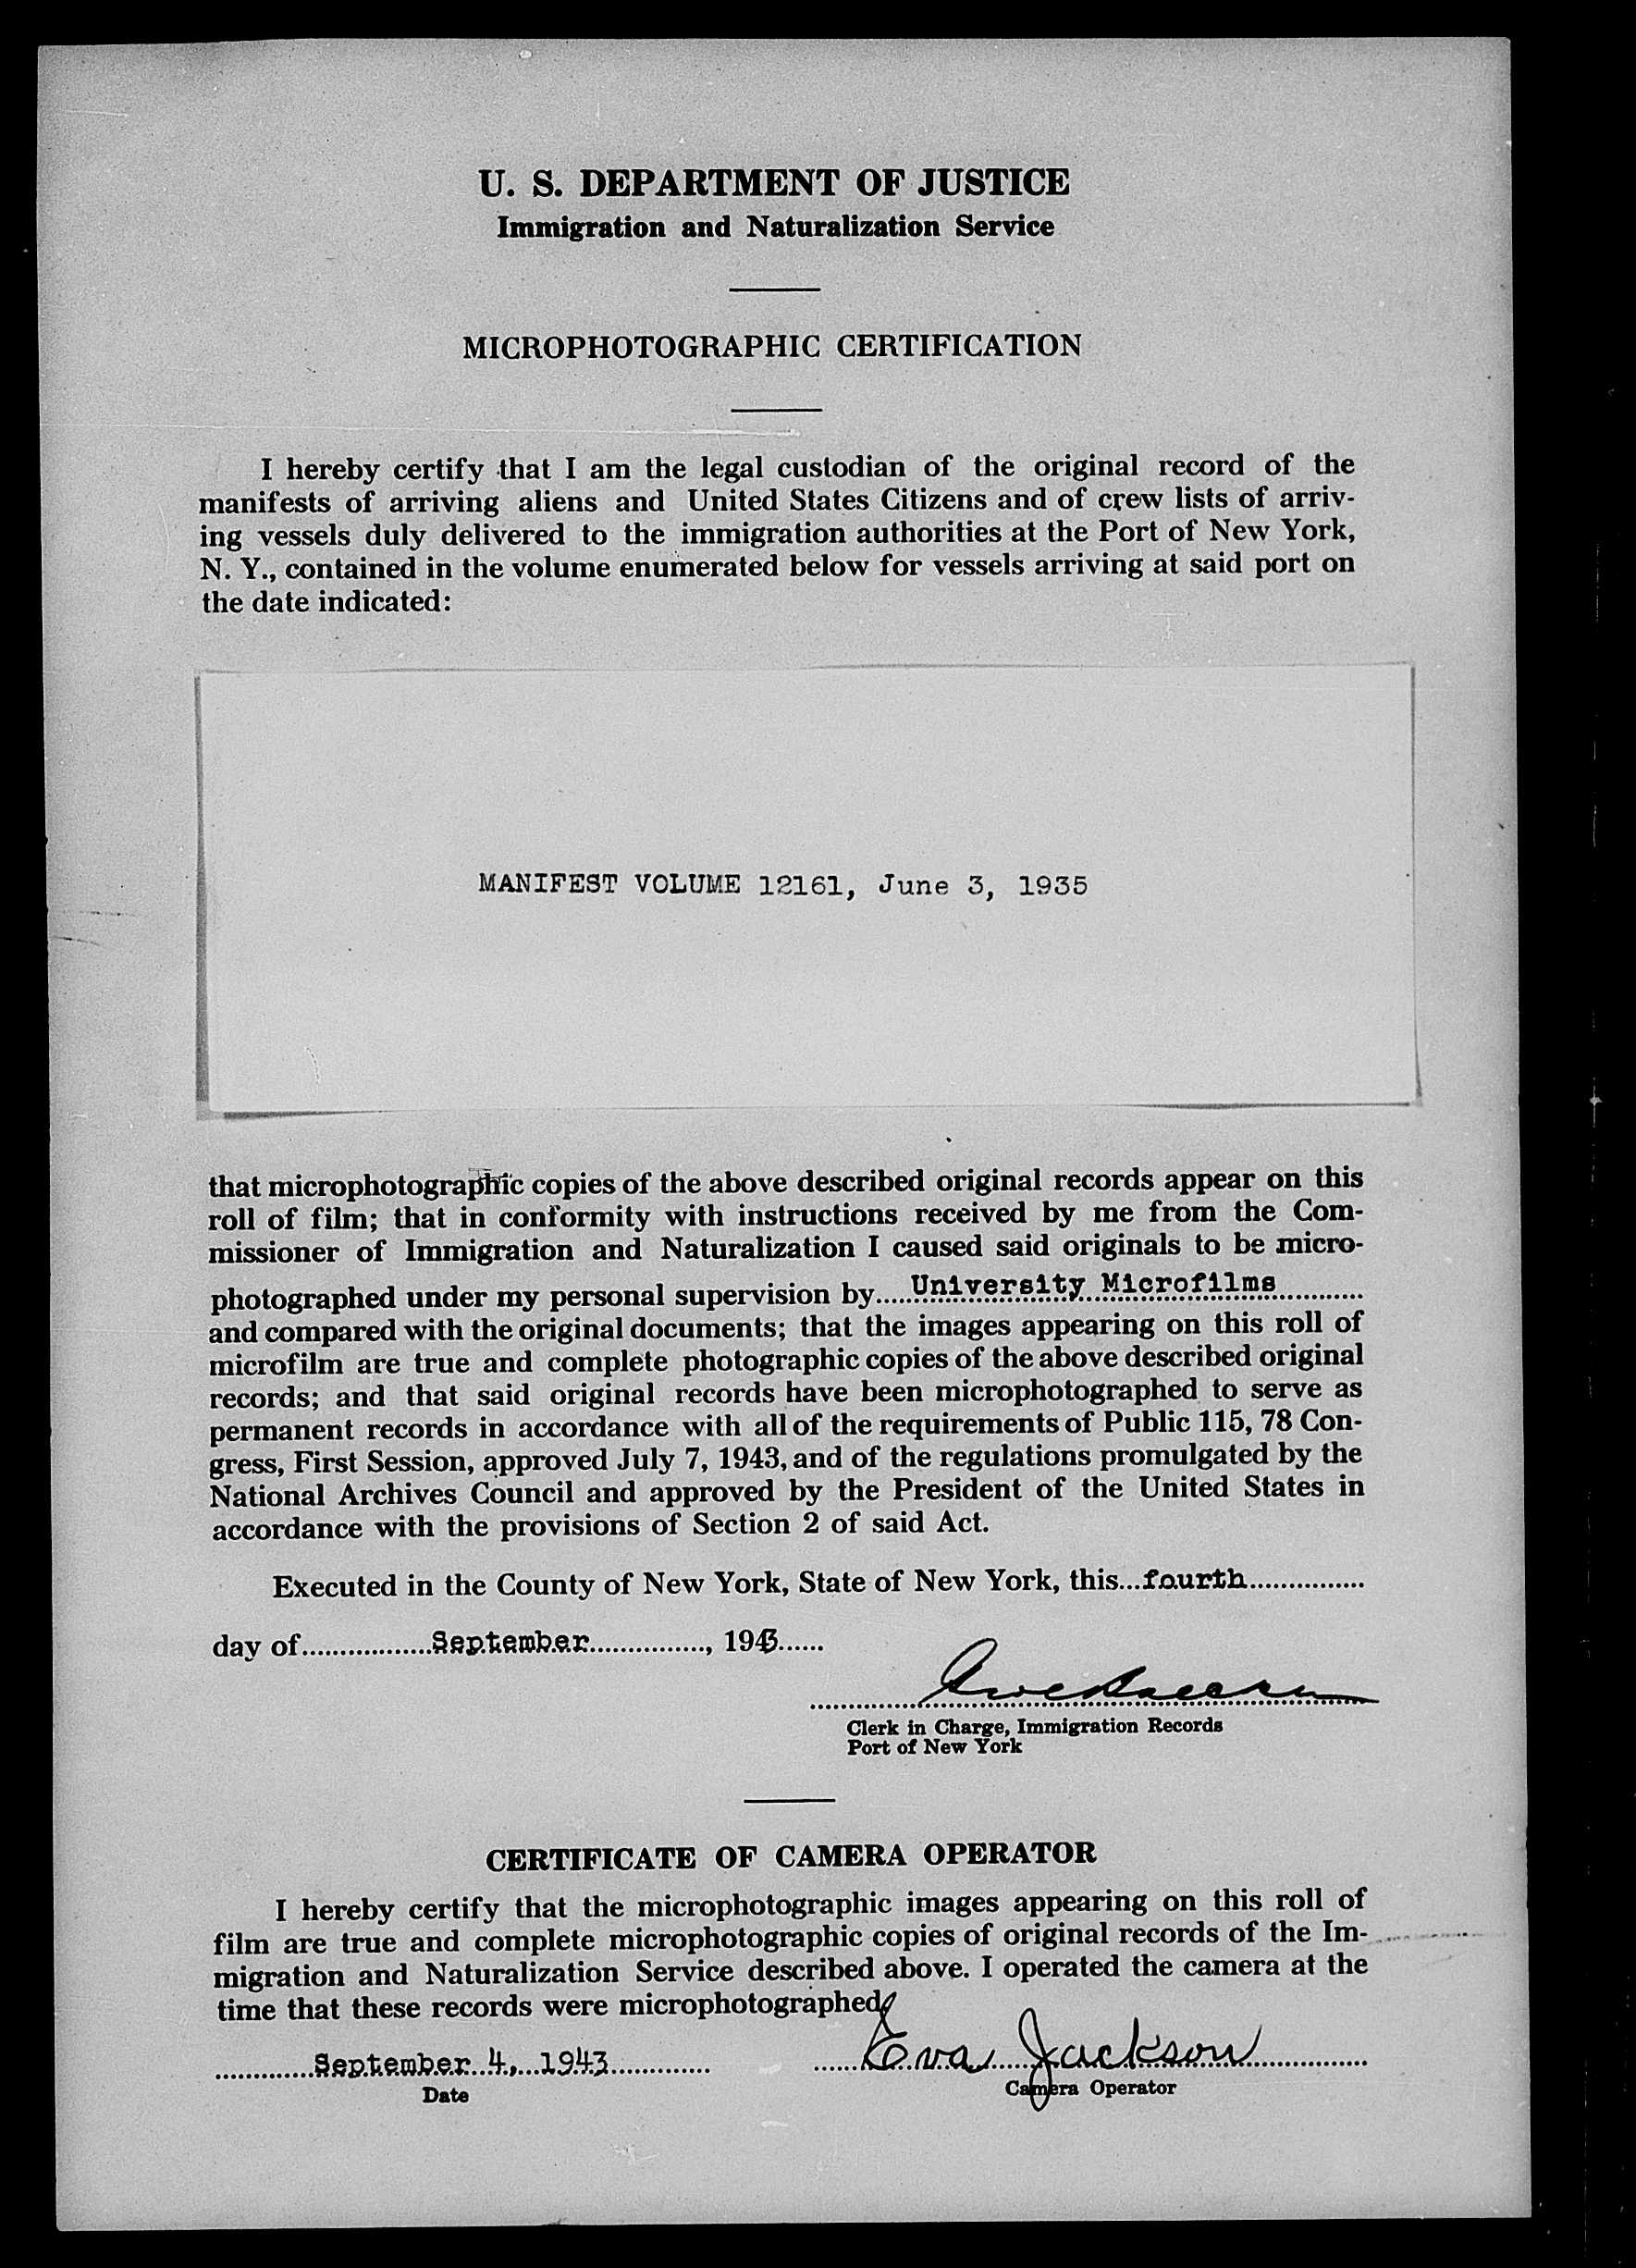 U. S. DEPARTMENT OF JUSTICE
Immigration and Naturalization Service
MICROPHOTOGRAPHIC CERTIFICATION
I hereby certify that I am the legal custodian of the original record of the
manifests of arriving aliens and United States Citizens and of crew lists of arriv-
ing vessels duly delivered to the immigration authorities at the Port of New York,
N. Y., contained in the volume enumerated below for vessels arriving at said port on
the date indicated:
MANIFEST VOLUME 12161, June 3, 1935
that microphotographic copies of the above described original records appear on this
roll of film; that in conformity with instructions received by me from the Com-
missioner of Immigration and Naturalization I caused said originals to be micro-
photographed under my personal supervision by.....University Microfilms............
and compared with the original documents; that the images appearing on this roll of
microfilm are true and complete photographic copies of the above described original
records; and that said original records have been microphotographed to serve as
permanent records in accordance with all of the requirements of Public 115, 78 Con-
gress, First Session, approved July 7, 1943, and of the regulations promulgated by the
National Archives Council and approved by the President of the United States in
accordance with the provisions of Section 2 of said Act.
Executed in the County of New York, State of New York, this...fourth...............
day of.................September..............., 1943......
Clerk in Charge, Immigration Records
Port of New York
CERTIFICATE OF CAMERA OPERATOR
I hereby certify that the microphotographic images appearing on this roll of
film are true and complete microphotographic copies of original records of the Im-
migration and Naturalization Service described above. I operated the camera at the
time that these records were microphotographed.
.............September 4, 1943............. ......Eva Jackson..............
Date Camera Operator